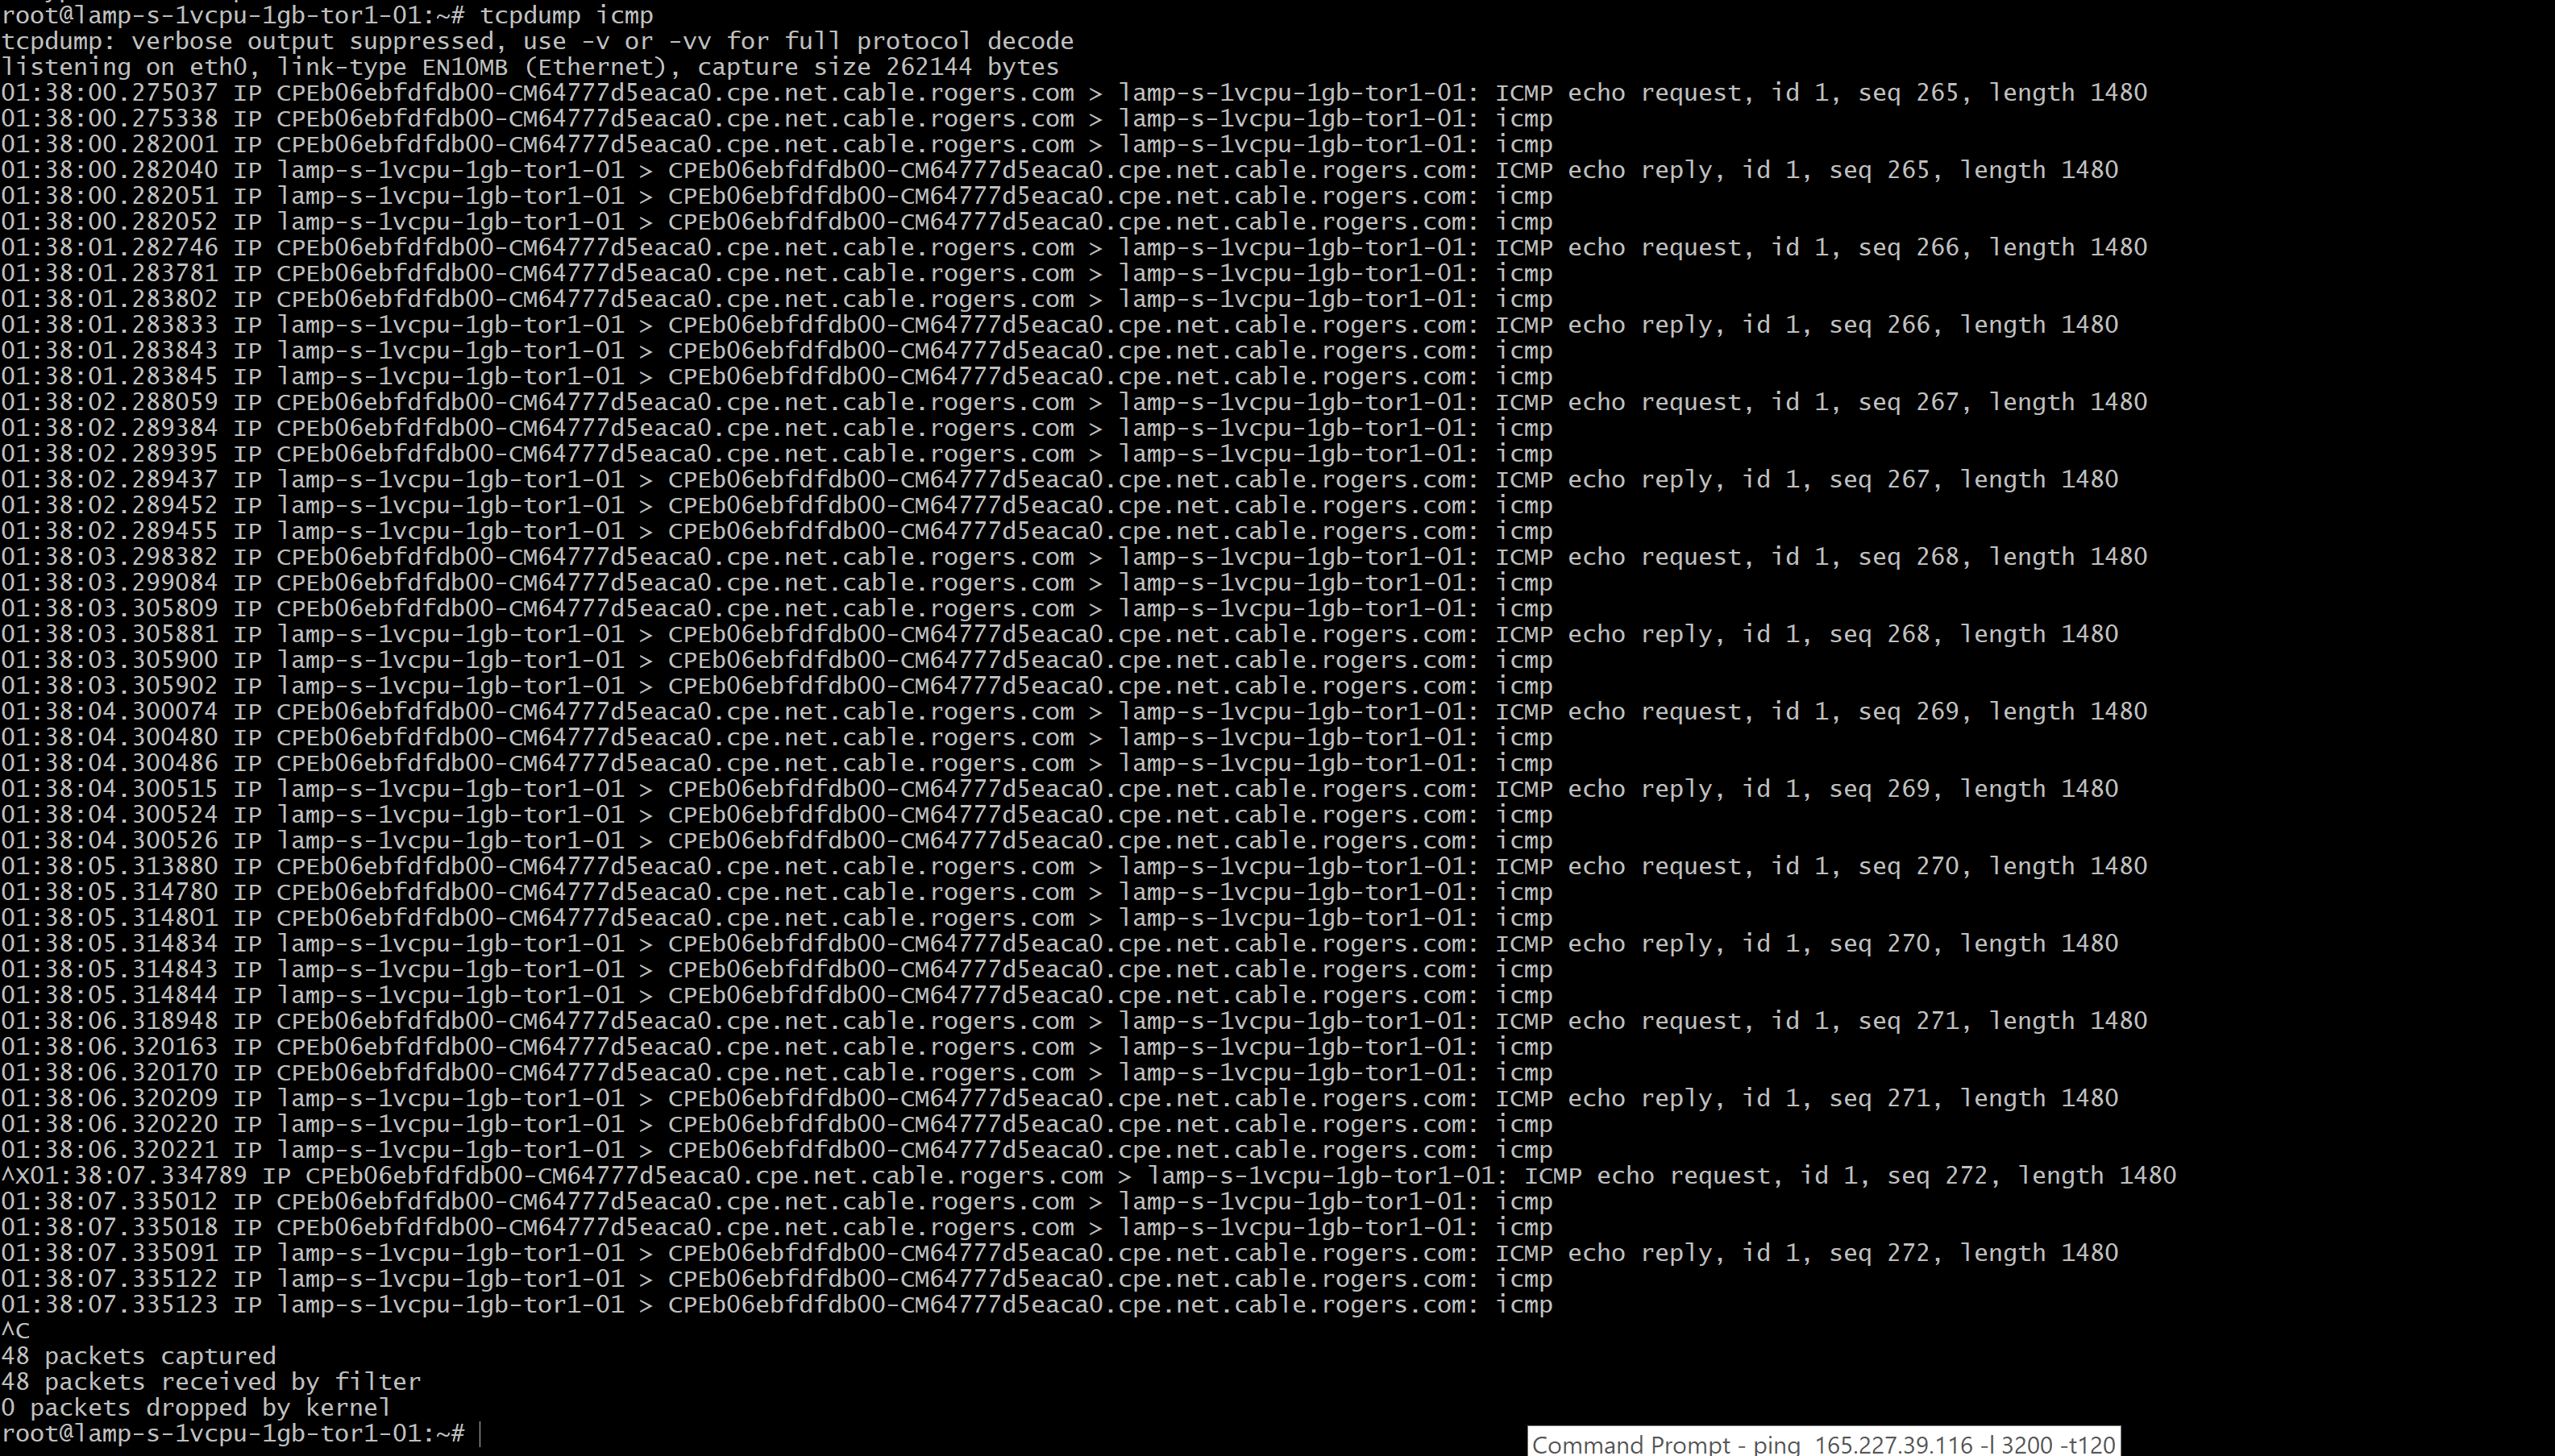 root@lamp-s-1vcpu-1gb-tor1-01:~# tcpdump icmp
tcpdump: verbose output suppressed, use -v or -vv for full protocol decode
listening on eth0, link-type EN10MB (Ethernet), capture size 262144 bytes
01:38:00.275037 IP CPEb06ebfdfdb00-CM64777d5eaca0.cpe.net.cable.rogers.com > lamp-s-1vcpu-1gb-tor1-01: ICMP echo request, id 1, seq 265, length 1480
01:38:00.275338 IP CPEb06ebfdfdb00-CM64777d5eaca0.cpe.net.cable.rogers.com > lamp-s-1vcpu-1gb-tor1-01: icmp
01:38:00.282001 IP CPEb06ebfdfdb00-CM64777d5eaca0.cpe.net.cable.rogers.com > lamp-s-1vcpu-1gb-tor1-01: icmp
01:38:00.282040 IP lamp-s-1vcpu-1gb-tor1-01 > CPEb06ebfdfdb00-CM64777d5eaca0.cpe.net.cable.rogers.com: ICMP echo reply, id 1, seq 265, length 1480
01:38:00.282051 IP lamp-s-1vcpu-1gb-tor1-01 > CPEb06ebfdfdb00-CM64777d5eaca0.cpe.net.cable.rogers.com: icmp
01:38:00.282052 IP lamp-s-1vcpu-1gb-tor1-01 > CPEb06ebfdfdb00-CM64777d5eaca0.cpe.net.cable.rogers.com: icmp
01:38:01.282746 IP CPEb06ebfdfdb00-CM64777d5eaca0.cpe.net.cable.rogers.com > lamp-s-1vcpu-1gb-tor1-01: ICMP echo request, id 1, seq 266, length 1480
01:38:01.283781 IP CPEb06ebfdfdb00-CM64777d5eaca0.cpe.net.cable.rogers.com > lamp-s-1vcpu-1gb-tor1-01: icmp
01:38:01.283802 IP CPEb06ebfdfdb00-CM64777d5eaca0.cpe.net.cable.rogers.com > lamp-s-1vcpu-1gb-tor1-01: icmp
01:38:01.283833 IP lamp-s-1vcpu-1gb-tor1-01 > CPEb06ebfdfdb00-CM64777d5eaca0.cpe.net.cable.rogers.com: ICMP echo reply, id 1, seq 266, length 1480
01:38:01.283843 IP lamp-s-1vcpu-1gb-tor1-01 > CPEb06ebfdfdb00-CM64777d5eaca0.cpe.net.cable.rogers.com: icmp
01:38:01.283845 IP lamp-s-1vcpu-1gb-tor1-01 > CPEb06ebfdfdb00-CM64777d5eaca0.cpe.net.cable.rogers.com: icmp
01:38:02.288059 IP CPEb06ebfdfdb00-CM64777d5eaca0.cpe.net.cable.rogers.com > lamp-s-1vcpu-1gb-tor1-01: ICMP echo request, id 1, seq 267, length 1480
01:38:02.289384 IP CPEb06ebfdfdb00-CM64777d5eaca0.cpe.net.cable.rogers.com > lamp-s-1vcpu-1gb-tor1-01: icmp
01:38:02.289395 IP CPEb06ebfdfdb00-CM64777d5eaca0.cpe.net.cable.rogers.com > lamp-s-1vcpu-1gb-tor1-01: icmp
01:38:02.289437 IP lamp-s-1vcpu-1gb-tor1-01 > CPEb06ebfdfdb00-CM64777d5eaca0.cpe.net.cable.rogers.com: ICMP echo reply, id 1, seq 267, length 1480
01:38:02.289452 IP lamp-s-1vcpu-1gb-tor1-01 > CPEb06ebfdfdb00-CM64777d5eaca0.cpe.net.cable.rogers.com: icmp
01:38:02.289455 IP lamp-s-1vcpu-1gb-tor1-01 > CPEb06ebfdfdb00-CM64777d5eaca0.cpe.net.cable.rogers.com: icmp
01:38:03.298382 IP CPEb06ebfdfdb00-CM64777d5eaca0.cpe.net.cable.rogers.com > lamp-s-1vcpu-1gb-tor1-01: ICMP echo request, id 1, seq 268, length 1480
01:38:03.299084 IP CPEb06ebfdfdb00-CM64777d5eaca0.cpe.net.cable.rogers.com > lamp-s-1vcpu-1gb-tor1-01: icmp
01:38:03.305809 IP CPEb06ebfdfdb00-CM64777d5eaca0.cpe.net.cable.rogers.com > lamp-s-1vcpu-1gb-tor1-01: icmp
01:38:03.305881 IP lamp-s-1vcpu-1gb-tor1-01 > CPEb06ebfdfdb00-CM64777d5eaca0.cpe.net.cable.rogers.com: ICMP echo reply, id 1, seq 268, length 1480
01:38:03.305900 IP lamp-s-1vcpu-1gb-tor1-01 > CPEb06ebfdfdb00-CM64777d5eaca0.cpe.net.cable.rogers.com: icmp
01:38:03.305902 IP lamp-s-1vcpu-1gb-tor1-01 > CPEb06ebfdfdb00-CM64777d5eaca0.cpe.net.cable.rogers.com: icmp
01:38:04.300074 IP CPEb06ebfdfdb00-CM64777d5eaca0.cpe.net.cable.rogers.com > lamp-s-1vcpu-1gb-tor1-01: ICMP echo request, id 1, seq 269, length 1480
01:38:04.300480 IP CPEb06ebfdfdb00-CM64777d5eaca0.cpe.net.cable.rogers.com > lamp-s-1vcpu-1gb-tor1-01: icmp
01:38:04.300486 IP CPEb06ebfdfdb00-CM64777d5eaca0.cpe.net.cable.rogers.com > lamp-s-1vcpu-1gb-tor1-01: icmp
01:38:04.300515 IP lamp-s-1vcpu-1gb-tor1-01 > CPEb06ebfdfdb00-CM64777d5eaca0.cpe.net.cable.rogers.com: ICMP echo reply, id 1, seq 269, length 1480
01:38:04.300524 IP lamp-s-1vcpu-1gb-tor1-01 > CPEb06ebfdfdb00-CM64777d5eaca0.cpe.net.cable.rogers.com: icmp
01:38:04.300526 IP lamp-s-1vcpu-1gb-tor1-01 > CPEb06ebfdfdb00-CM64777d5eaca0.cpe.net.cable.rogers.com: icmp
01:38:05.313880 IP CPEb06ebfdfdb00-CM64777d5eaca0.cpe.net.cable.rogers.com > lamp-s-1vcpu-1gb-tor1-01: ICMP echo request, id 1, seq 270, length 1480
01:38:05.314780 IP CPEb06ebfdfdb00-CM64777d5eaca0.cpe.net.cable.rogers.com > lamp-s-1vcpu-1gb-tor1-01: icmp
01:38:05.314801 IP CPEb06ebfdfdb00-CM64777d5eaca0.cpe.net.cable.rogers.com > lamp-s-1vcpu-1gb-tor1-01: icmp
01:38:05.314834 IP lamp-s-1vcpu-1gb-tor1-01 > CPEb06ebfdfdb00-CM64777d5eaca0.cpe.net.cable.rogers.com: ICMP echo reply, id 1, seq 270, length 1480
01:38:05.314843 IP lamp-s-1vcpu-1gb-tor1-01 > CPEb06ebfdfdb00-CM64777d5eaca0.cpe.net.cable.rogers.com: icmp
01:38:05.314844 IP lamp-s-1vcpu-1gb-tor1-01 > CPEb06ebfdfdb00-CM64777d5eaca0.cpe.net.cable.rogers.com: icmp
01:38:06.318948 IP CPEb06ebfdfdb00-CM64777d5eaca0.cpe.net.cable.rogers.com > lamp-s-1vcpu-1gb-tor1-01: ICMP echo request, id 1, seq 271, length 1480
01:38:06.320163 IP CPEb06ebfdfdb00-CM64777d5eaca0.cpe.net.cable.rogers.com > lamp-s-1vcpu-1gb-tor1-01: icmp
01:38:06.320170 IP CPEb06ebfdfdb00-CM64777d5eaca0.cpe.net.cable.rogers.com > lamp-s-1vcpu-1gb-tor1-01: icmp
01:38:06.320209 IP lamp-s-1vcpu-1gb-tor1-01 > CPEb06ebfdfdb00-CM64777d5eaca0.cpe.net.cable.rogers.com: ICMP echo reply, id 1, seq 271, length 1480
01:38:06.320220 IP lamp-s-1vcpu-1gb-tor1-01 > CPEb06ebfdfdb00-CM64777d5eaca0.cpe.net.cable.rogers.com: icmp
01:38:06.320221 IP lamp-s-1vcpu-1gb-tor1-01 > CPEb06ebfdfdb00-CM64777d5eaca0.cpe.net.cable.rogers.com: icmp
^X01:38:07.334789 IP CPEb06ebfdfdb00-CM64777d5eaca0.cpe.net.cable.rogers.com > lamp-s-1vcpu-1gb-tor1-01: ICMP echo request, id 1, seq 272, length 1480
01:38:07.335012 IP CPEb06ebfdfdb00-CM64777d5eaca0.cpe.net.cable.rogers.com > lamp-s-1vcpu-1gb-tor1-01: icmp
01:38:07.335018 IP CPEb06ebfdfdb00-CM64777d5eaca0.cpe.net.cable.rogers.com > lamp-s-1vcpu-1gb-tor1-01: icmp
01:38:07.335091 IP lamp-s-1vcpu-1gb-tor1-01 > CPEb06ebfdfdb00-CM64777d5eaca0.cpe.net.cable.rogers.com: ICMP echo reply, id 1, seq 272, length 1480
01:38:07.335122 IP lamp-s-1vcpu-1gb-tor1-01 > CPEb06ebfdfdb00-CM64777d5eaca0.cpe.net.cable.rogers.com: icmp
01:38:07.335123 IP lamp-s-1vcpu-1gb-tor1-01 > CPEb06ebfdfdb00-CM64777d5eaca0.cpe.net.cable.rogers.com: icmp
^C
48 packets captured
48 packets received by filter
0 packets dropped by kernel
root@lamp-s-1vcpu-1gb-tor1-01:~#
Command Prompt - ping  165.227.39.116 -l 3200 -t120